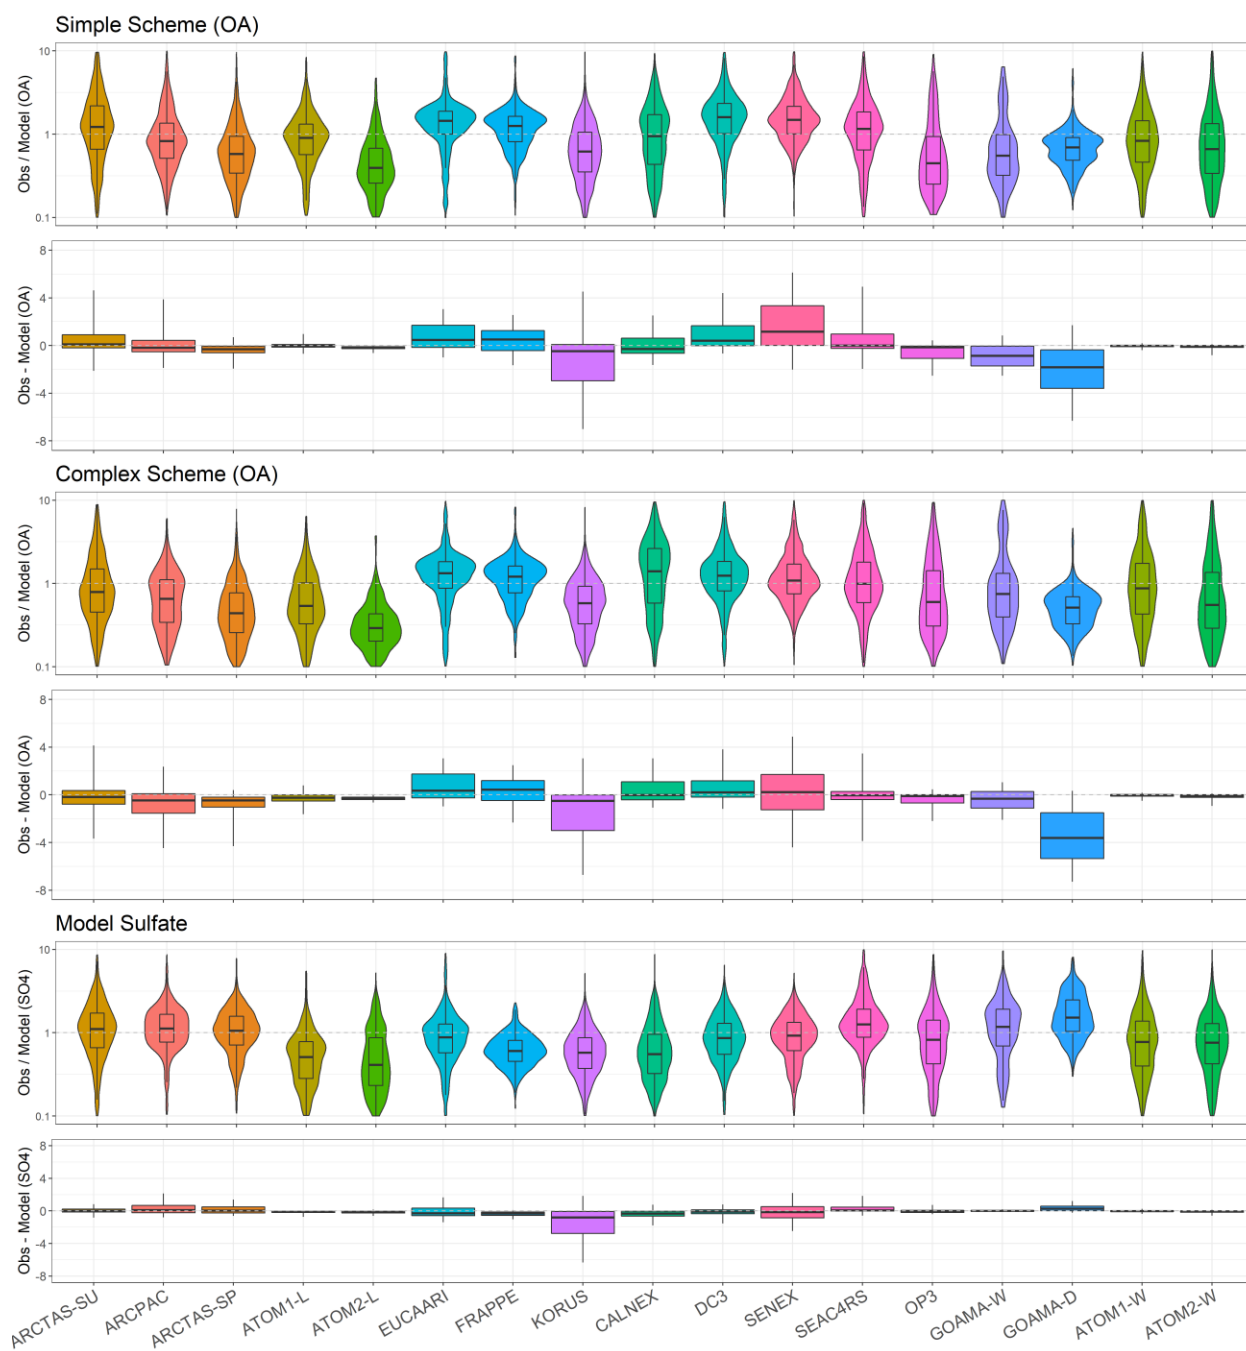 Simple Scheme (OA)
Obs / Model (OA)
10
1
0.1
Obs - Model (OA)
8
4
0
-4
-8
Complex Scheme (OA)
Obs / Model (OA)
10
1
0.1
Obs - Model (OA)
8
4
0
-4
-8
Model Sulfate
Obs / Model (SO4)
10
1
0.1
Obs - Model (SO4)
8
4
0
-4
-8
ARCTAS-SU
ARCPAC
ARCTAS-SP
ATOM1-L
ATOM2-L
EUCAARI
FRAPPE
KORUS
CALNEX
DC3
SENEX
SEAC4RS
OP3
GOAMA-W
GOAMA-D
ATOM1-W
ATOM2-W